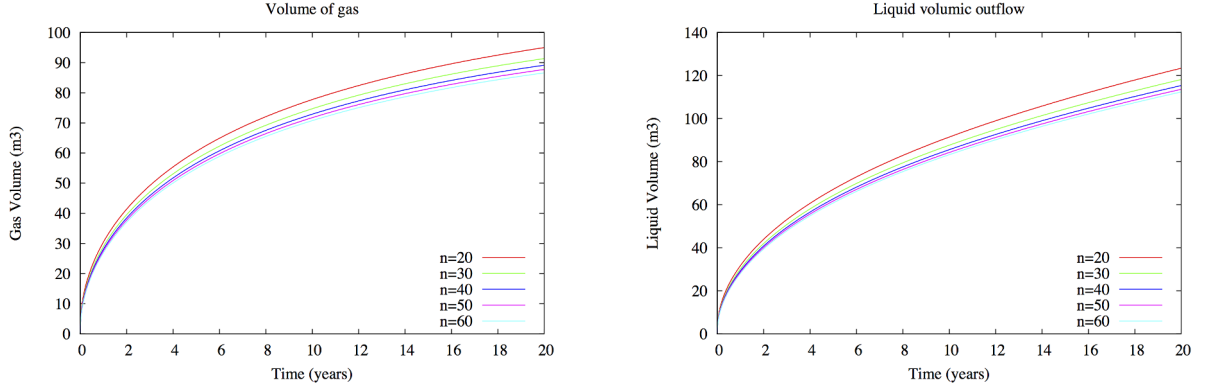 Volume of gas
100
90
80
70
60
50
40
30
20
10
0
Gas Volume (m3)
n=20
n=30
n=40
n=50
n=60
0 2 4 6 8 10 12 14 16 18 20
Time (years)
Liquid volumic outflow
140
120
100
80
60
40
20
0
Liquid Volume (m3)
n=20
n=30
n=40
n=50
n=60
0 2 4 6 8 10 12 14 16 18 20
Time (years)